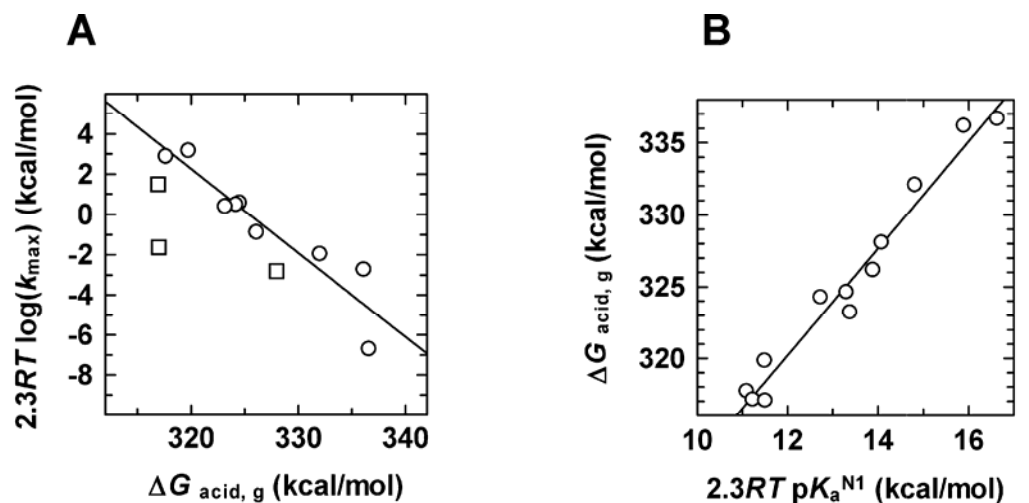 A
2.3RT log(kmax) (kcal/mol)
4
2
0
-2
-4
-6
-8
320 330 340
ΔG acid, g (kcal/mol)
B
ΔG acid, g (kcal/mol)
335
330
325
320
10 12 14 16
2.3RT pKaN1 (kcal/mol)